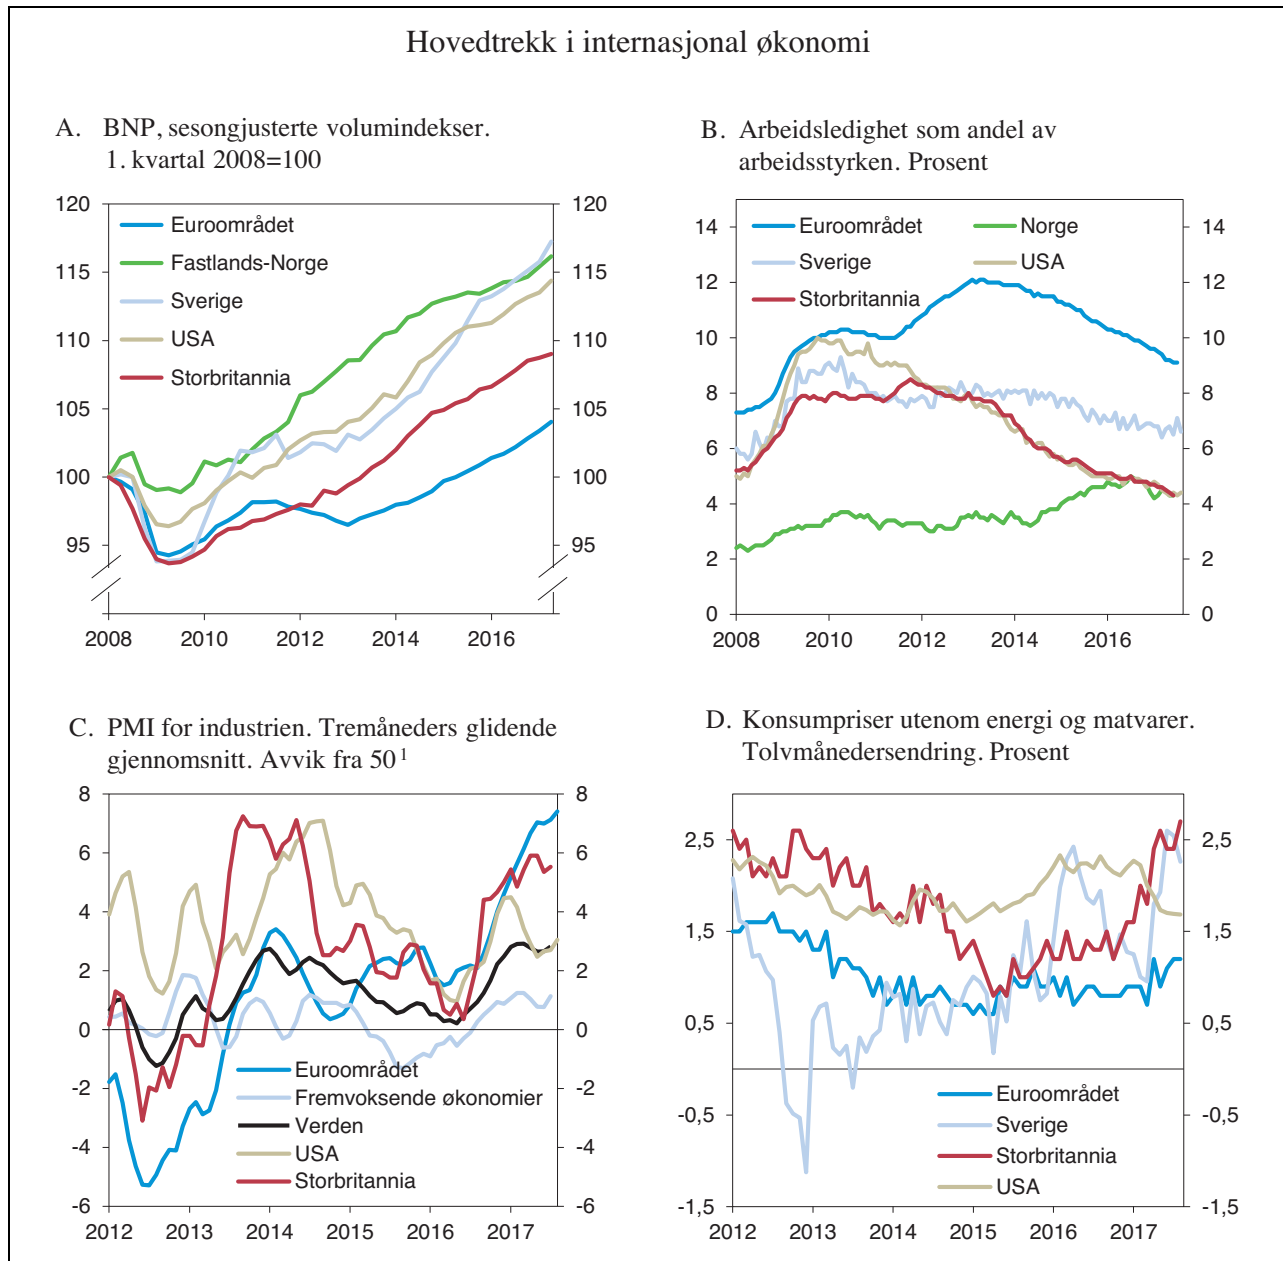 Hovedtrekk i internasjonal økonomi
A. BNP, sesongjusterte volumindekser.
1. kvartal 2008=100
120 120
115 115
110 110
105 105
100 100
95 95
Euroområdet
Fastlands-Norge
Sverige
USA
Storbritannia
2008 2010 2012 2014 2016
B. Arbeidsledighet som andel av
arbeidsstyrken. Prosent
14 14
12 12
10 10
8 8
6 6
4 4
2 2
0 0
Euroområdet Norge
Sverige USA
Storbritannia
2008 2010 2012 2014 2016
C. PMI for industrien. Tremåneders glidende
gjennomsnitt. Avvik fra 50 1
8 8
6 6
4 4
2 2
0 0
-2 -2
-4 -4
-6 -6
Euroområdet
Fremvoksende økonomier
Verden
USA
Storbritannia
2012 2013 2014 2015 2016 2017
D. Konsumpriser utenom energi og matvarer.
Tolvmånedersendring. Prosent
2,5 2,5
1,5 1,5
0,5 0,5
-0,5 -0,5
-1,5 -1,5
Euroområdet
Sverige
Storbritannia
USA
2012 2013 2014 2015 2016 2017